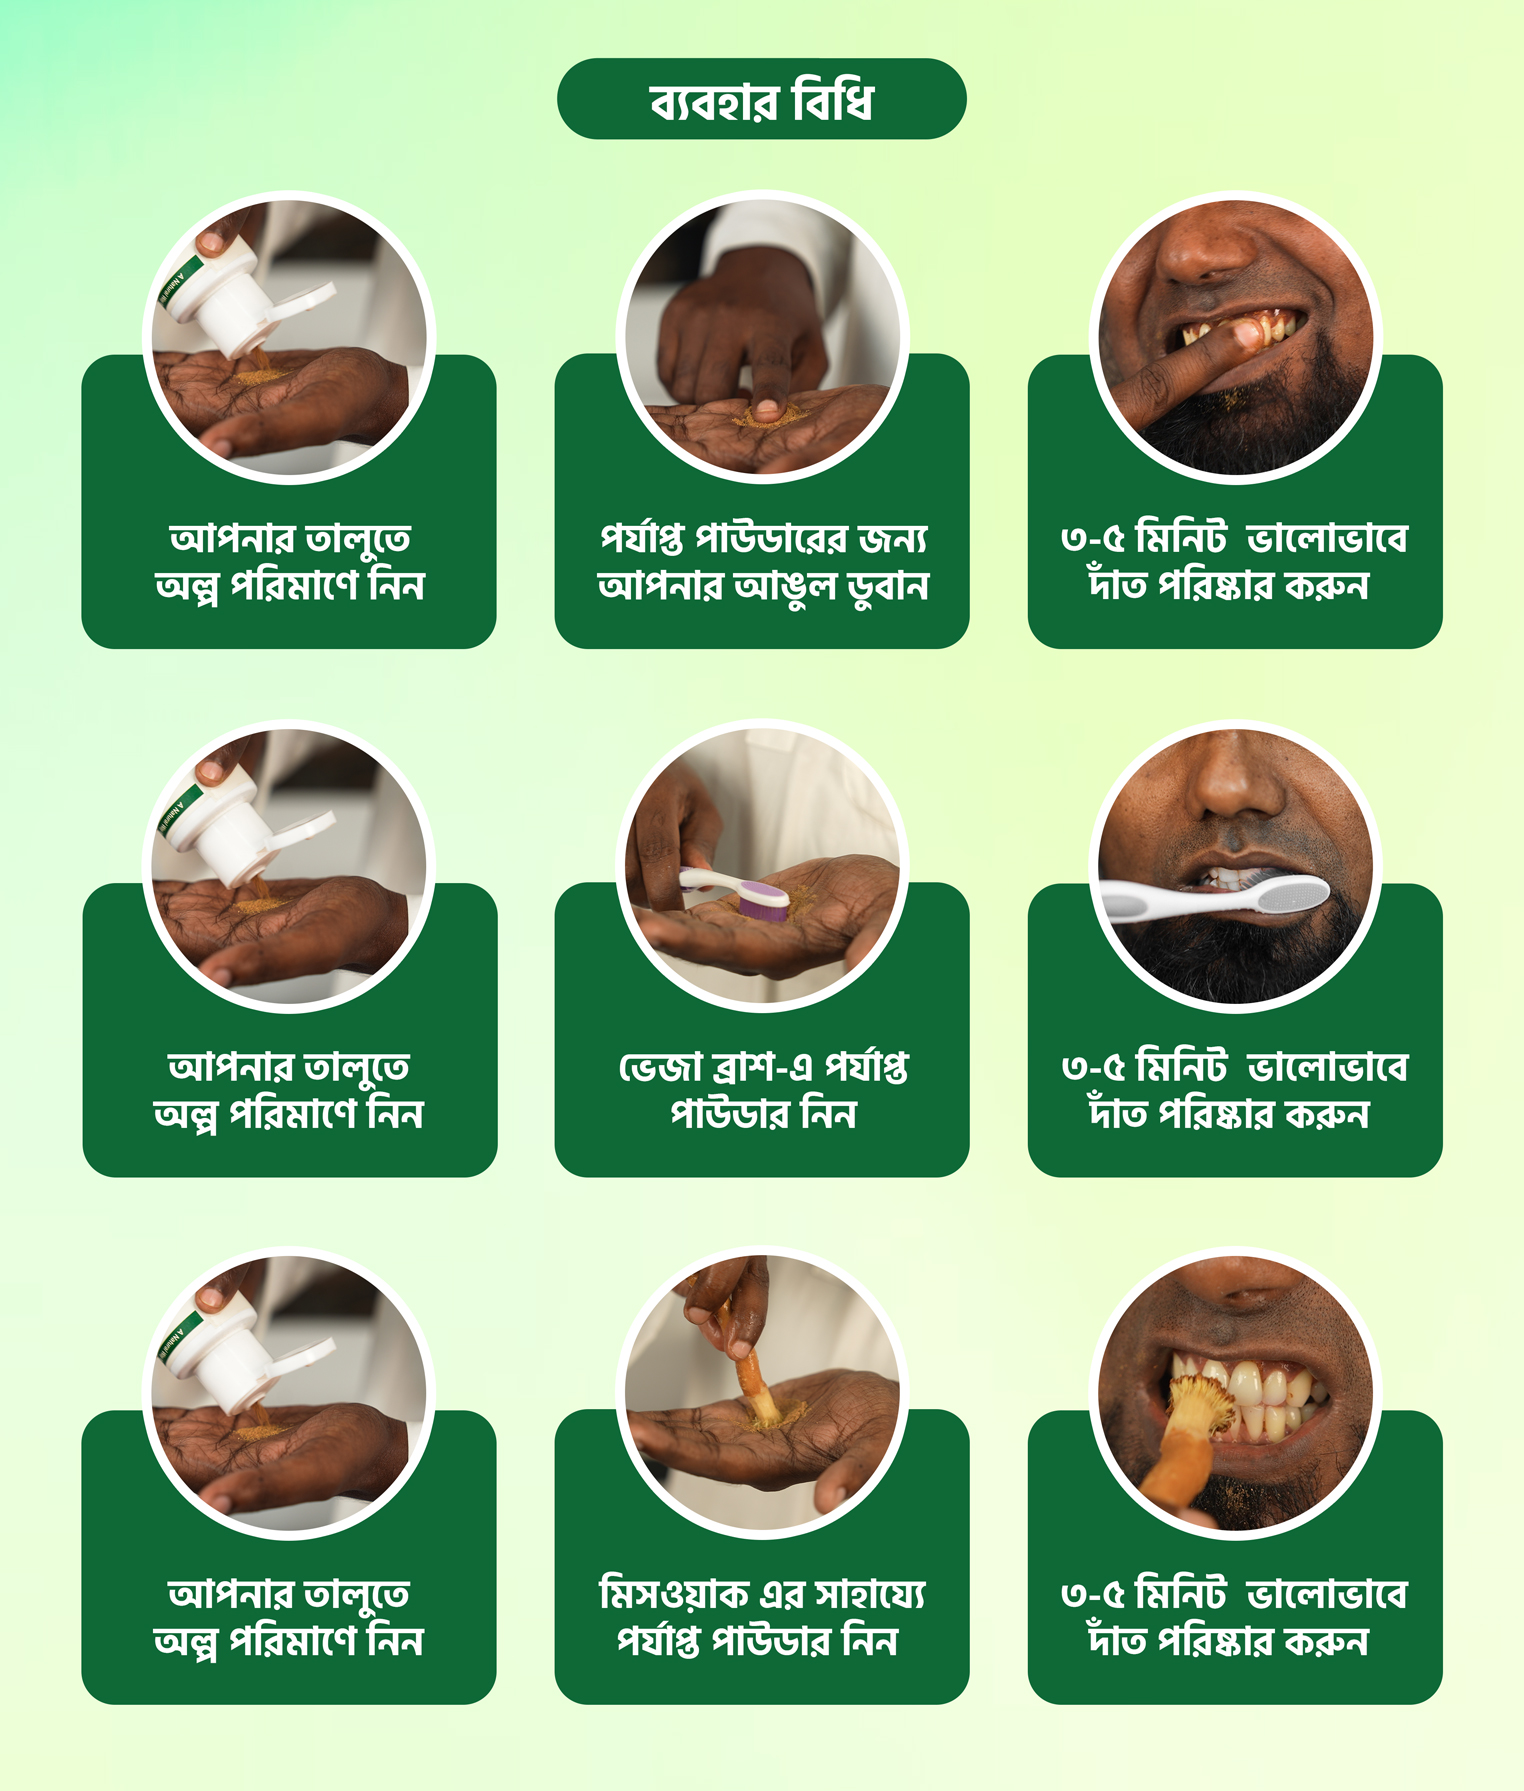 ব্যবহার বিধি
আপনার তালুতে
অল্প পরিমাণে নিন
পর্যাপ্ত পাউডারের জন্য
আপনার আঙুল ডুবান
৩-৫ মিনিট ভালোভাবে
দাঁত পরিষ্কার করুন
আপনার তালুতে
অল্প পরিমাণে নিন
ভেজা ব্রাশ-এ পর্যাপ্ত
পাউডার নিন
৩-৫ মিনিট ভালোভাবে
দাঁত পরিষ্কার করুন
আপনার তালুতে
অল্প পরিমাণে নিন
মিসওয়াক এর সাহায্যে
পর্যাপ্ত পাউডার নিন
৩-৫ মিনিট ভালোভাবে
দাঁত পরিষ্কার করুন